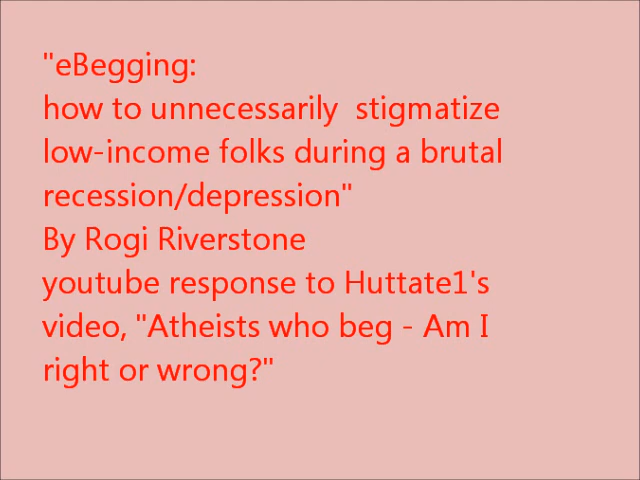 "eBegging:
how to unnecessarily  stigmatize
low-income folks during a brutal
recession/depression"
By Rogi Riverstone
youtube response to Huttate1's
video, "Atheists who beg - Am I
right or wrong?"